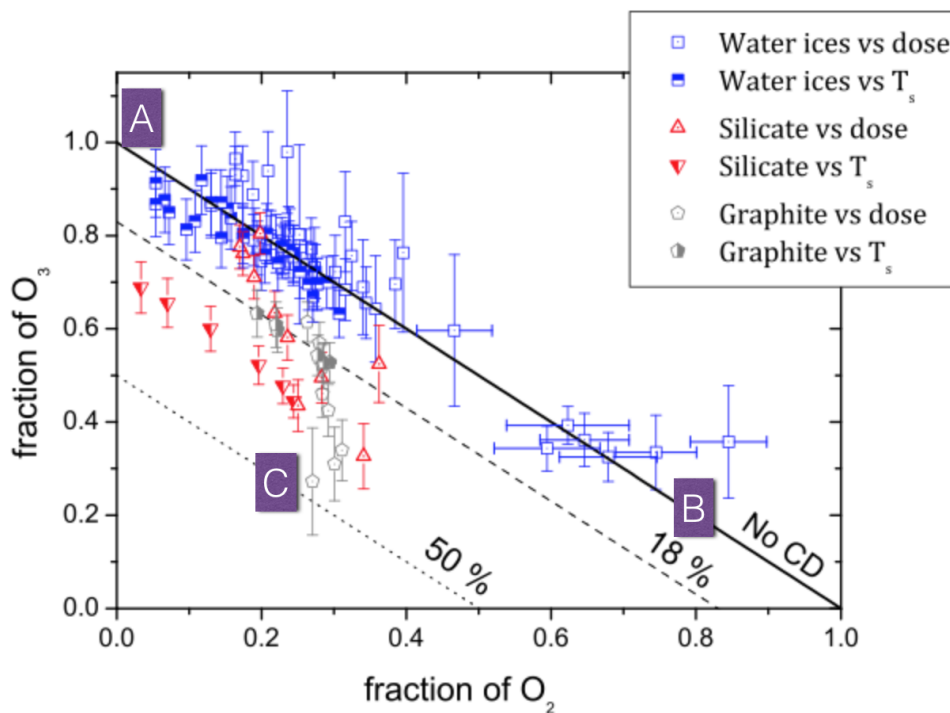 Water ices vs dose
Water ices vs Ts
Silicate vs dose
Silicate vs Ts
Graphite vs dose
Graphite vs Ts
A
B
C
No CD
18 %
50 %
fraction of O3
1.0
0.8
0.6
0.4
0.2
0.0
0.0
0.2
0.4
0.6
0.8
1.0
fraction of O2